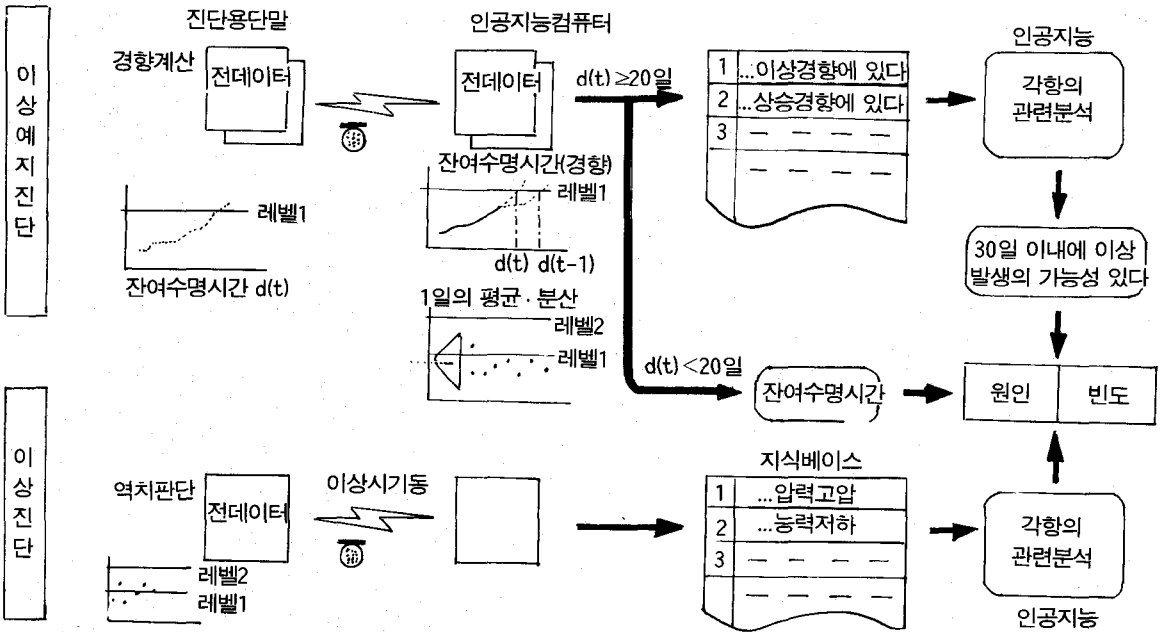 이상예지진단
진단용단말
경향계산
전데이터
레벨1
잔여수명시간 d(t)
인공지능컴퓨터
전데이터
잔여수명시간(경향)
레벨1
d(t) d(t-1)
1일의 평균·분산
레벨2
레벨1
d(t)≥20일
1 ...이상경향에 있다
2 ...상승경향에 있다
3
인공지능
각항의
관련분석
30일 이내에 이상
발생의 가능성 있다
d(t)<20일
잔여수명시간
원인 빈도
이상진단
역치판단
전데이터
레벨2
레벨1
이상시기동
지식베이스
1 ...압력고압
2 ...능력저하
3
각항의
관련분석
인공지능